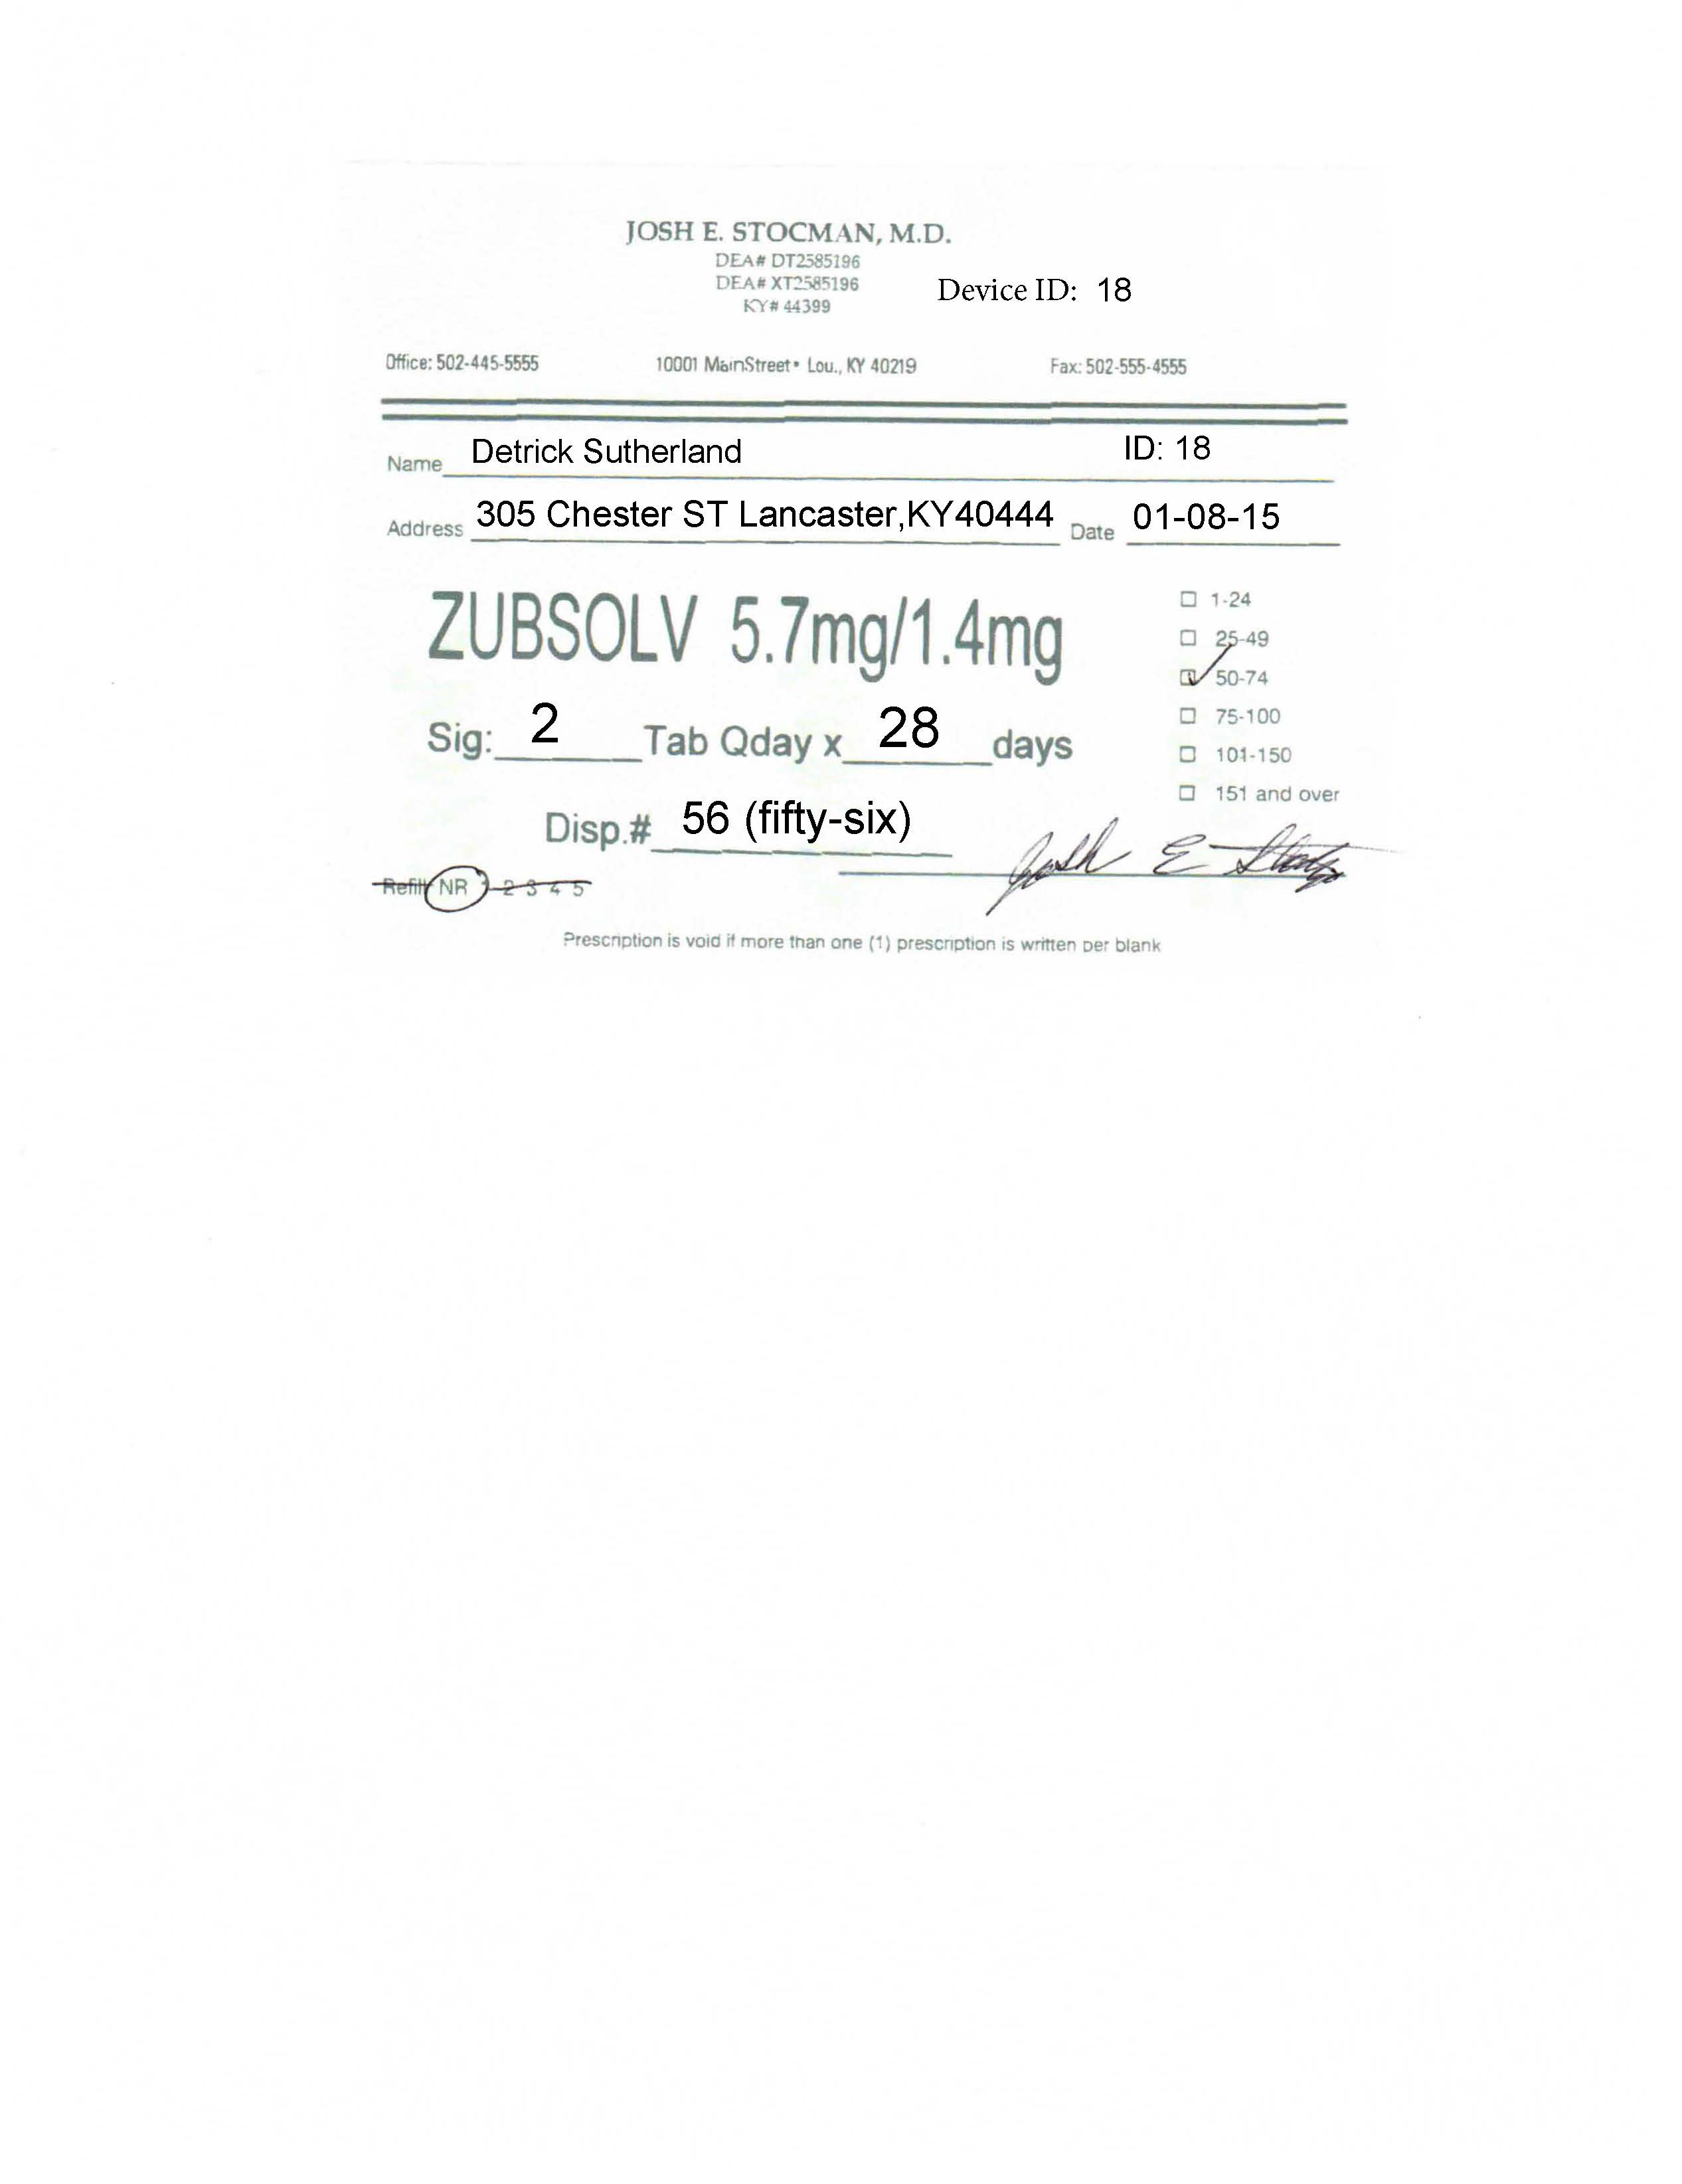 JOSH E. STOCMAN, M.D.
DEA# DT2585196
DEA# XT2585196
KY# 44399
Device ID: 18
Office: 502-445-5555 10001 MainStreet • Lou., KY 40219 Fax: 502-555-4555
Name Detrick Sutherland ID: 18
Address 305 Chester ST Lancaster,KY40444 Date 01-08-15
ZUBSOLV 5.7mg/1.4mg
1-24
25-49
50-74
75-100
101-150
151 and over
Sig: 2 Tab Qday x 28 days
Disp.# 56 (fifty-six)
Josh E
Refill NR 1 2 3 4 5
Prescription is void if more than one (1) prescription is written per blank